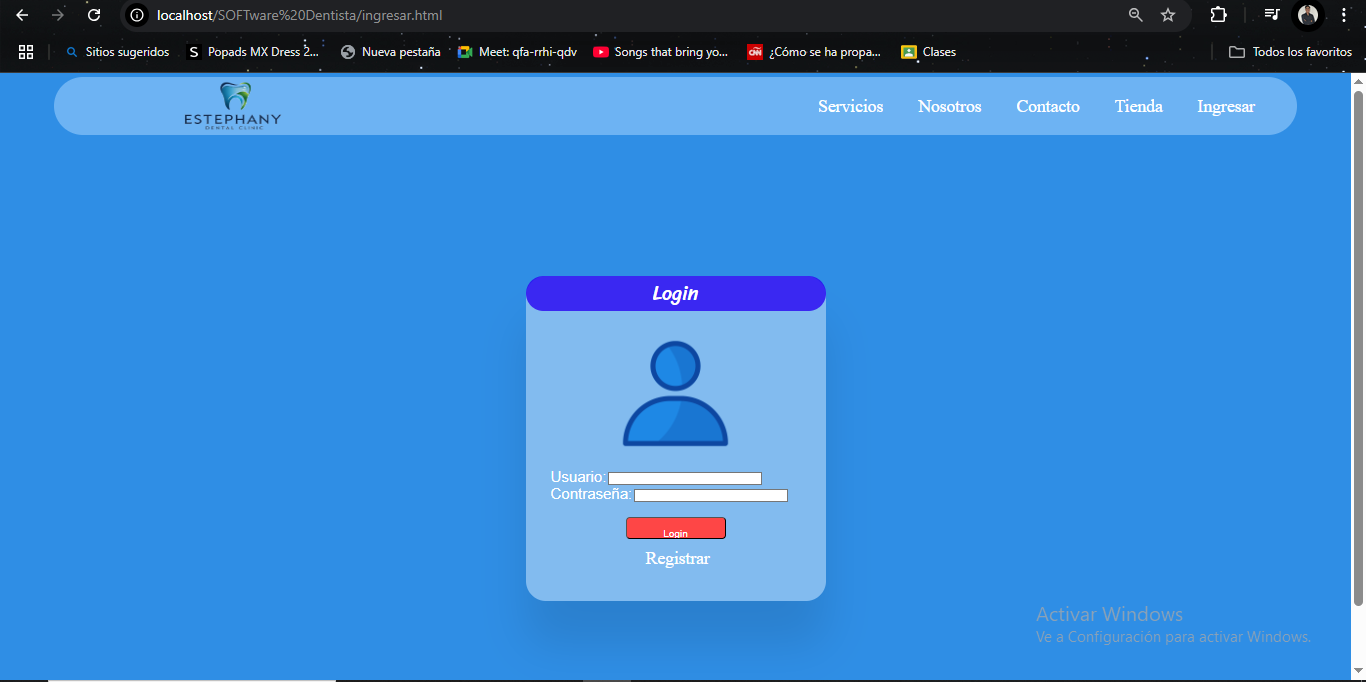 localhost/SOFTware%20Dentista/ingresar.html
Sitios sugeridos
S Popads MX Dress 2...
Nueva pestaña
Meet: qfa-rrhi-qdv
Songs that bring yo...
CNN ¿Cómo se ha propa...
Clases
Todos los favoritos
ESTEPHANY
DENTAL CLINIC
Servicios
Nosotros
Contacto
Tienda
Ingresar
Login
Usuario:
Contraseña:
Login
Registrar
Activar Windows
Ve a Configuración para activar Windows.